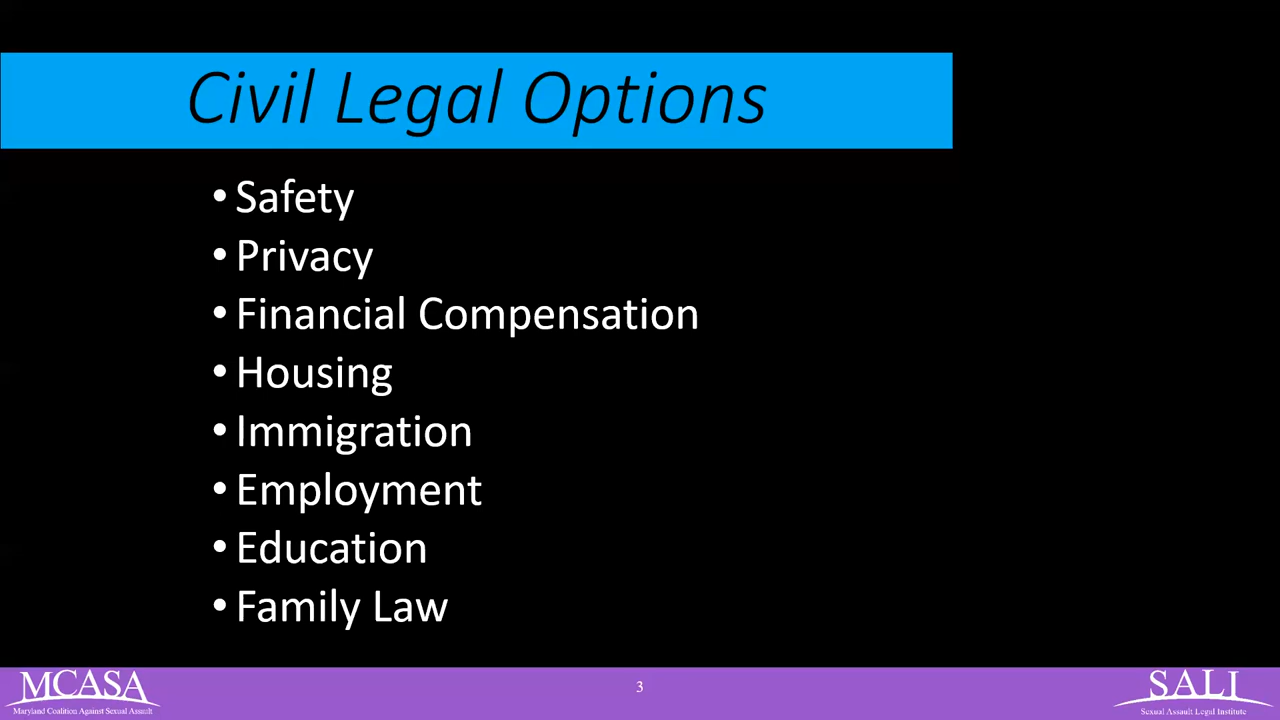 Civil Legal Options
• Safety
• Privacy
• Financial Compensation
• Housing
• Immigration
• Employment
• Education
• Family Law
MCASA
Maryland Coalition Against Sexual Assault
3
SALI
Sexual Assault Legal Institute